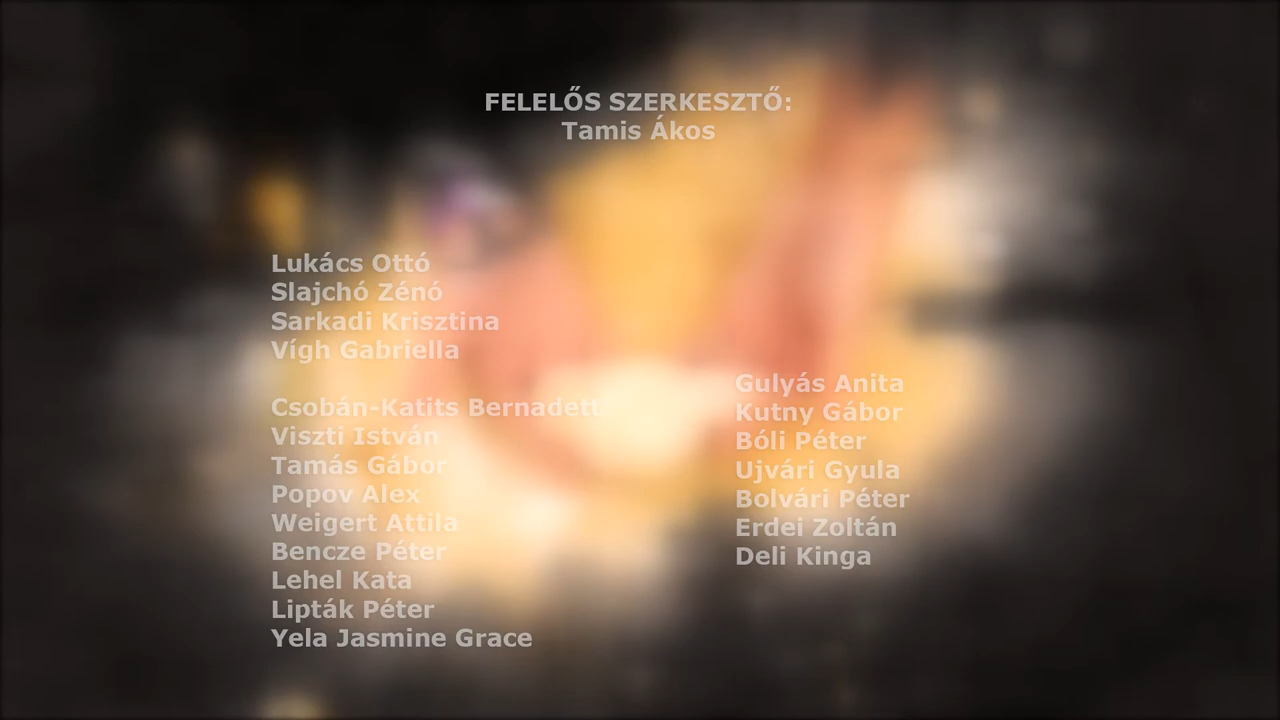 FELELŐS SZERKESZTŐ:
Tamis Ákos
Lukács Ottó
Slajchó Zénó
Sarkadi Krisztina
Vígh Gabriella
Csobán-Katits Bernadett
Viszti István
Tamás Gábor
Popov Alex
Weigert Attila
Bencze Péter
Lehel Kata
Lipták Péter
Yela Jasmine Grace
Gulyás Anita
Kutny Gábor
Bóli Péter
Ujvári Gyula
Bolvári Péter
Erdei Zoltán
Deli Kinga